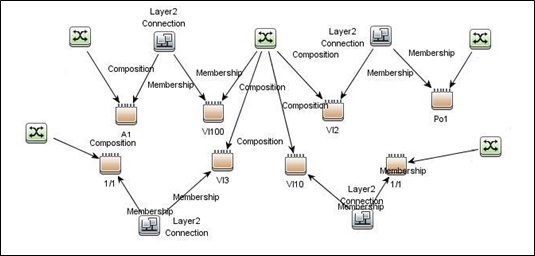 Layer2
Connection
Layer2
Connection
Composition
Composition
Membership
Membership
Membership
Composition
Composition
A1
Vl100
Vl2
Po1
Composition
Composition
1/1
Vl3
Vl10
Membership
1/1
Membership
Layer2
Connection
Membership
Membership
Layer2
Connection